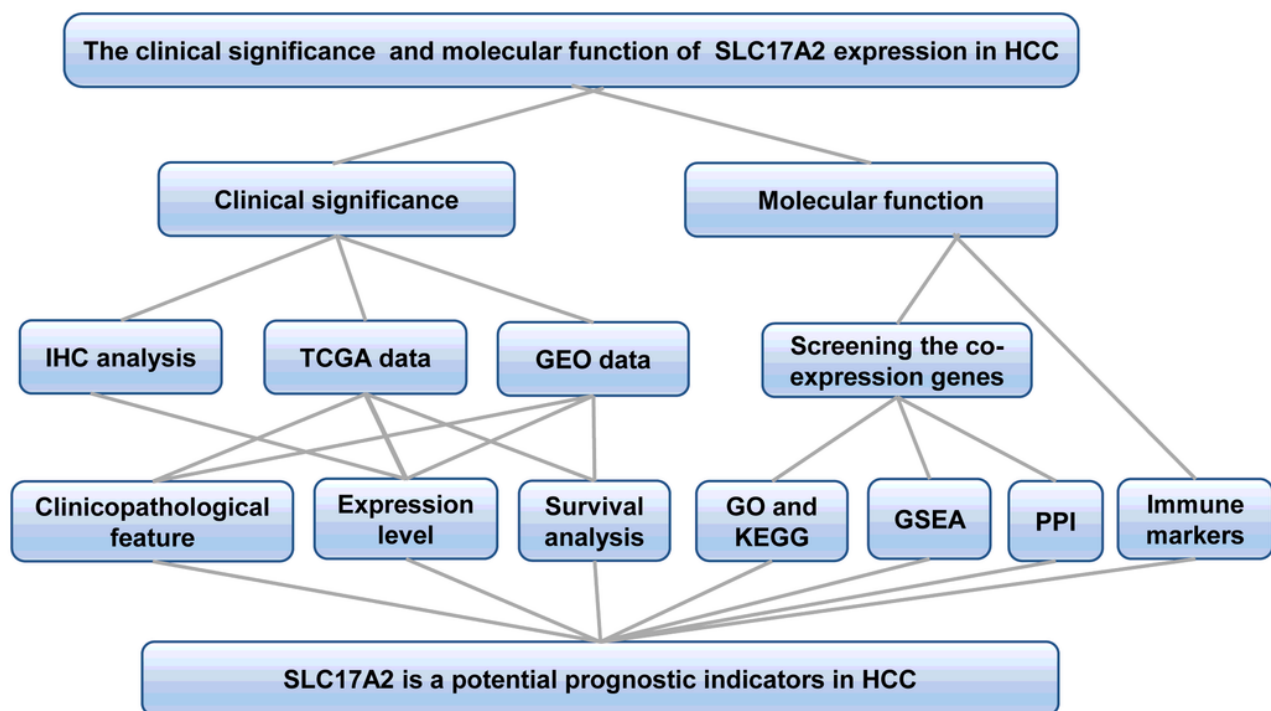 The clinical significance and molecular function of SLC17A2 expression in HCC
Clinical significance
Molecular function
IHC analysis
TCGA data
GEO data
Screening the co-
expression genes
Clinicopathological
feature
Expression
level
Survival
analysis
GO and
KEGG
GSEA
PPI
Immune
markers
SLC17A2 is a potential prognostic indicators in HCC